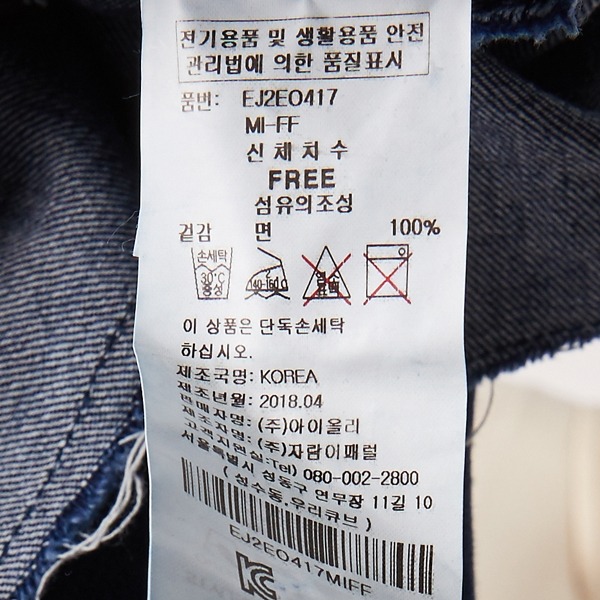 전기용품 및 생활용품 안전
관리법에 의한 품질표시
품번: EJ2EO417
MI-FF
신체치수
FREE
섬유의조성
겉감 면 100%
손세탁
30℃
중성
140-160℃
이 상품은 단독손세탁
하십시오.
제조국명: KOREA
제조년월: 2018.04
판매자명: (주)아이올리
제조자명: (주)자람이패럴
고객지원실:Tel) 080-002-2800
서울특별시 성동구 연무장 11길 10
(성수동,우리큐브)
EJ2EO417MIFF
KC